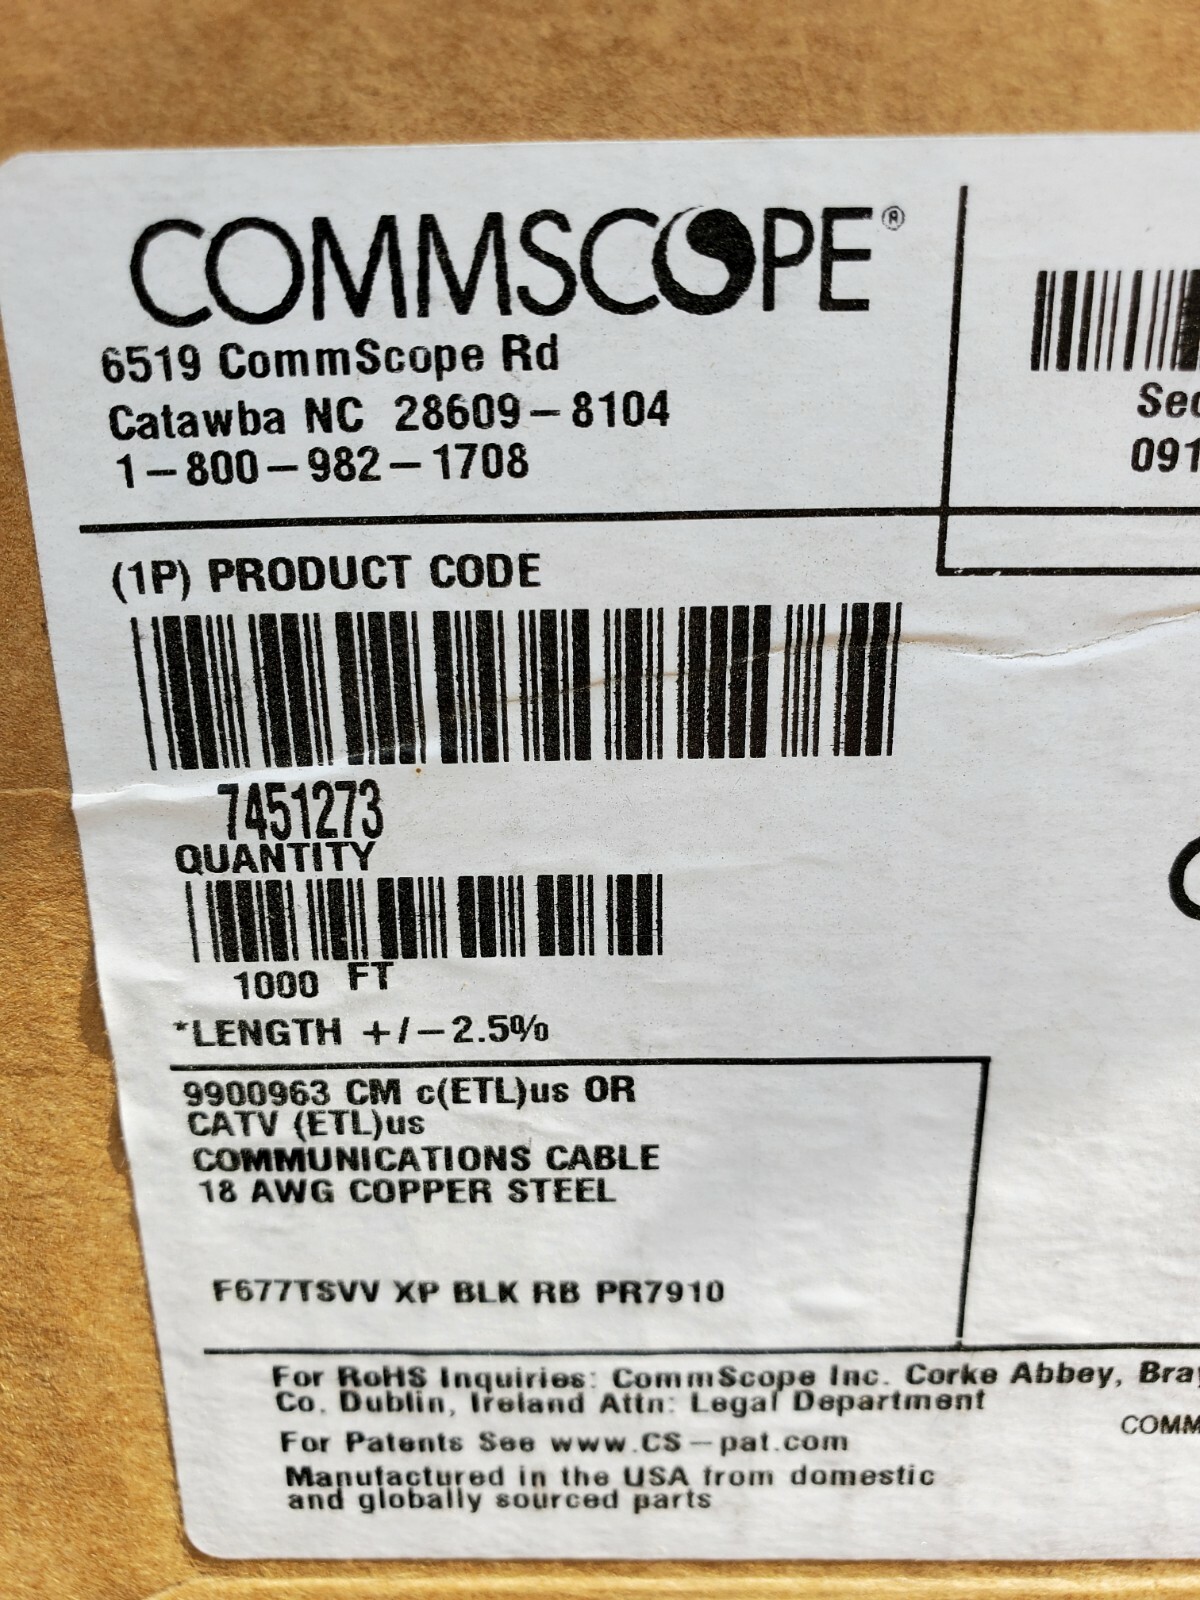 COMMSCOPE®
6519 CommScope Rd
Catawba NC 28609-8104
1-800-982-1708
091
(1P) PRODUCT CODE
7451273
QUANTITY
1000 FT
*LENGTH +/-2.5%
9900963 CM c(ETL)us OR
CATV (ETL)us
COMMUNICATIONS CABLE
18 AWG COPPER STEEL
F677TSVV XP BLK RB PR7910
For RoHS Inquiries: CommScope Inc. Corke Abbey, Bray
Co. Dublin, Ireland Attn: Legal Department
COMM
For Patents See www.CS-pat.com
Manufactured in the USA from domestic
and globally sourced parts